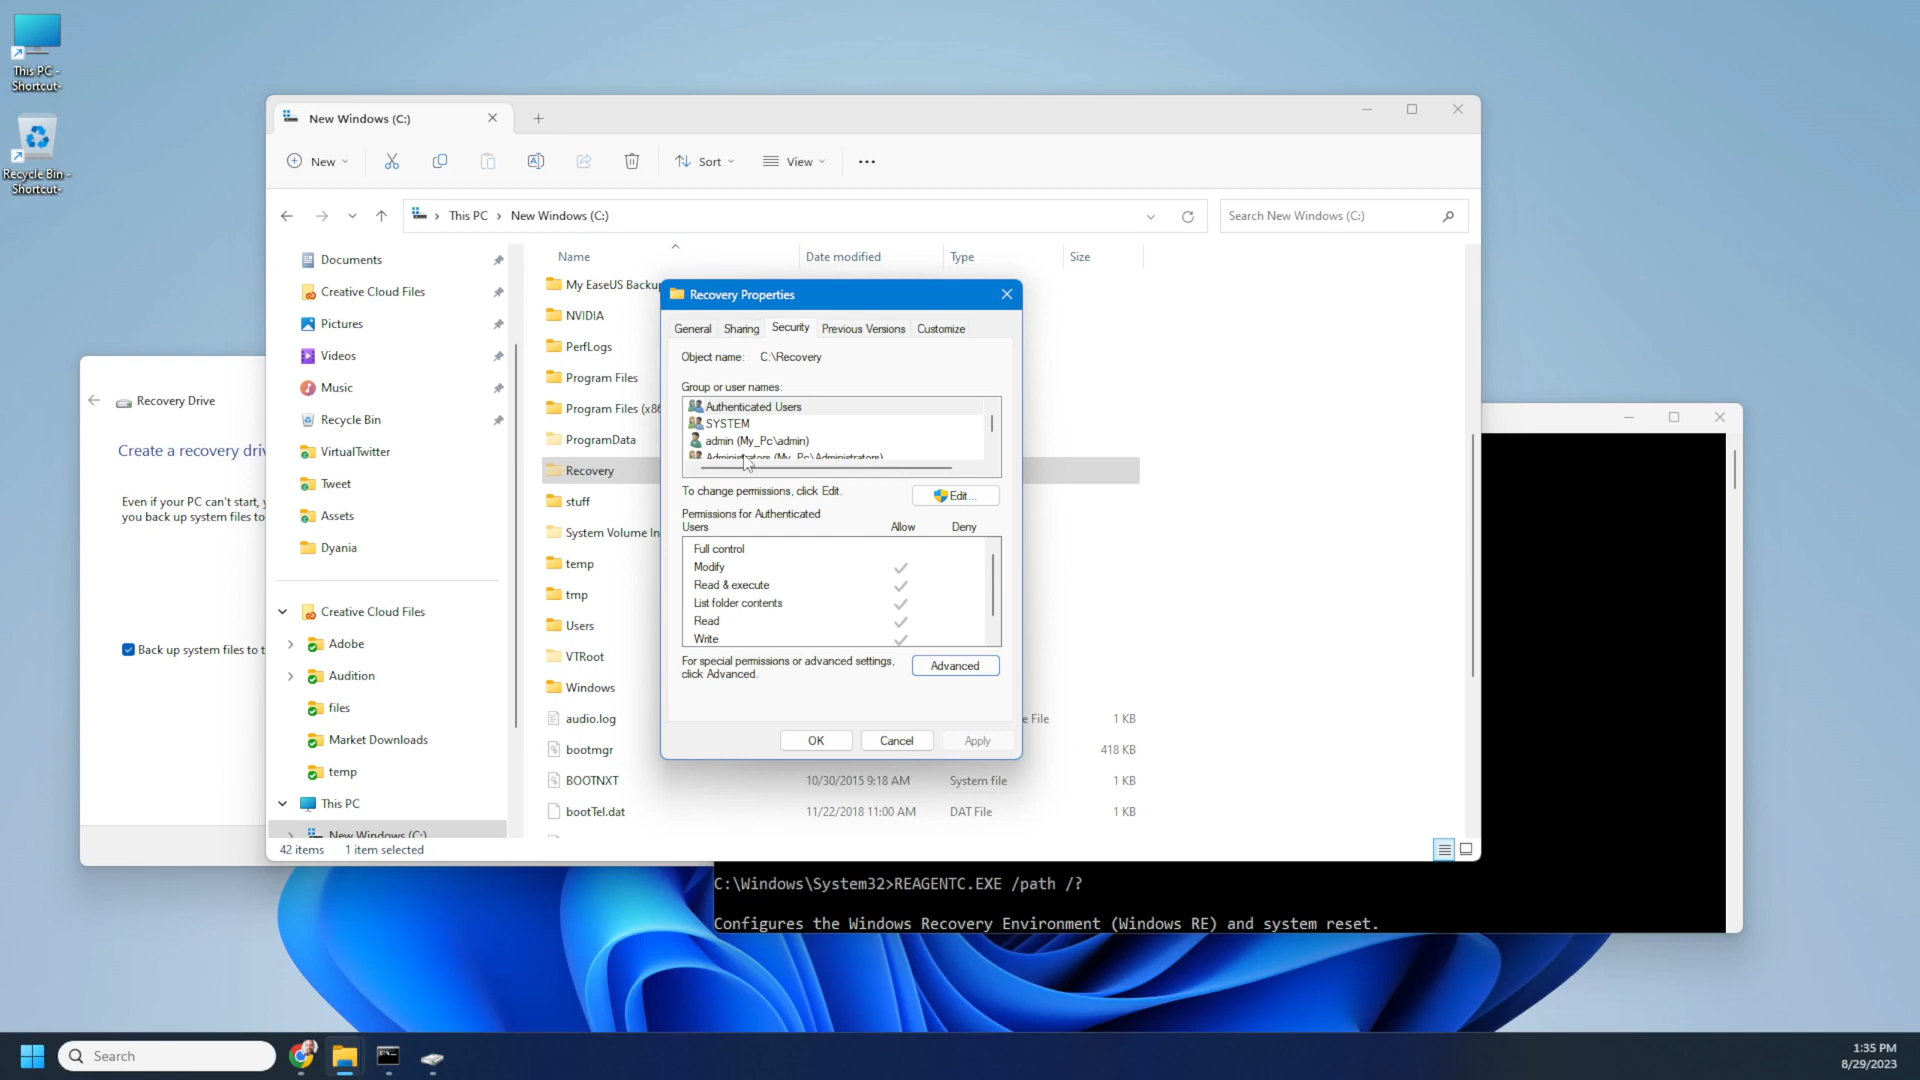 This PC -
Shortcut-
Recycle Bin -
Shortcut-
New Windows (C:)
New
Sort
View
This PC
New Windows (C:)
Search New Windows (C:)
Documents
Creative Cloud Files
Pictures
Videos
Music
Recycle Bin
VirtualTwitter
Tweet
Assets
Dyania
Creative Cloud Files
Adobe
Audition
files
Market Downloads
temp
This PC
New Windows (C:)
Name
Date modified
Type
Size
My EaseUS Backup
NVIDIA
PerfLogs
Program Files
Program Files (x86
ProgramData
Recovery
stuff
System Volume In
temp
tmp
Users
VTRoot
Windows
audio.log
e File
1 KB
bootmgr
418 KB
BOOTNXT
10/30/2015 9:18 AM
System file
1 KB
bootTel.dat
11/22/2018 11:00 AM
DAT File
1 KB
42 items
1 item selected
Recovery Properties
General
Sharing
Security
Previous Versions
Customize
Object name:
C:\Recovery
Group or user names:
Authenticated Users
SYSTEM
admin (My_Pc\admin)
Administrators (My_Pc\Administrators)
To change permissions, click Edit.
Edit...
Permissions for Authenticated
Users
Allow
Deny
Full control
Modify
Read & execute
List folder contents
Read
Write
For special permissions or advanced settings,
click Advanced.
Advanced
OK
Cancel
Apply
Recovery Drive
Create a recovery driv
Even if your PC can't start, y
you back up system files to
Back up system files to t
C:\Windows\System32>REAGENTC.EXE /path /?
Configures the Windows Recovery Environment (Windows RE) and system reset.
Search
1:35 PM
8/29/2023